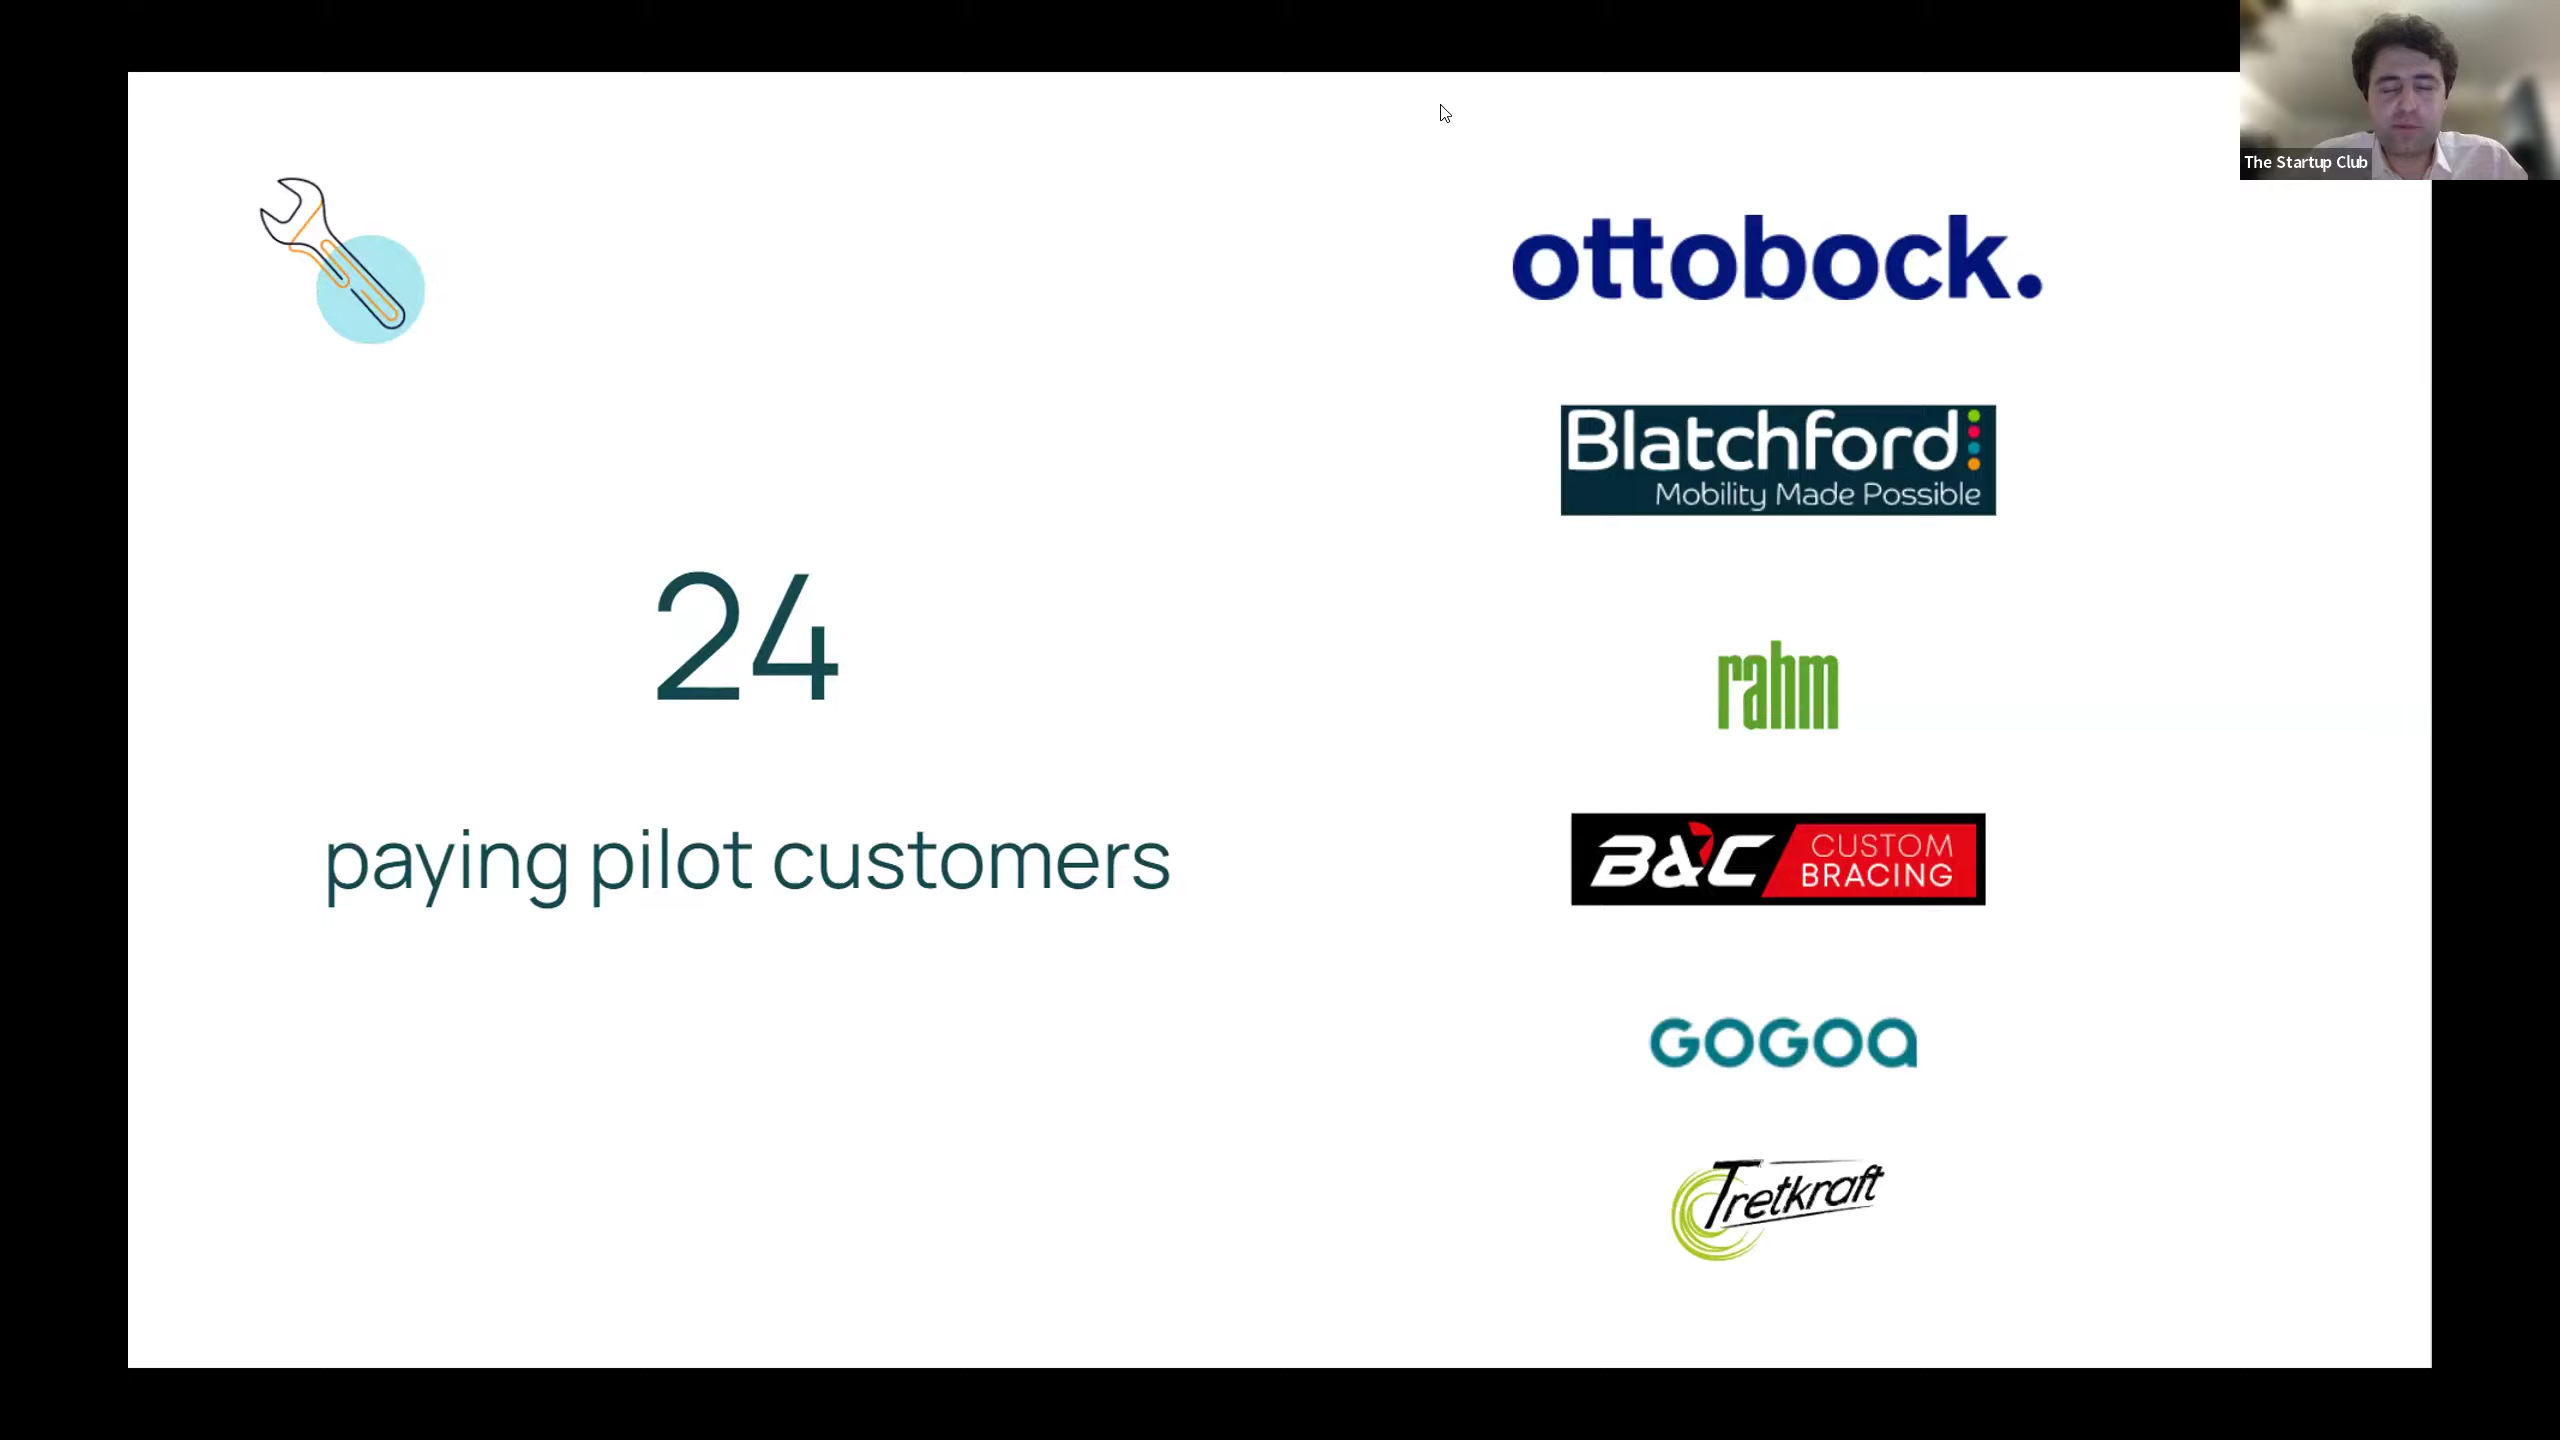 The Startup Club
ottobock.
Blatchford
Mobility Made Possible
24
paying pilot customers
rahm
B&C CUSTOM
BRACING
GOGOA
Tretkraft